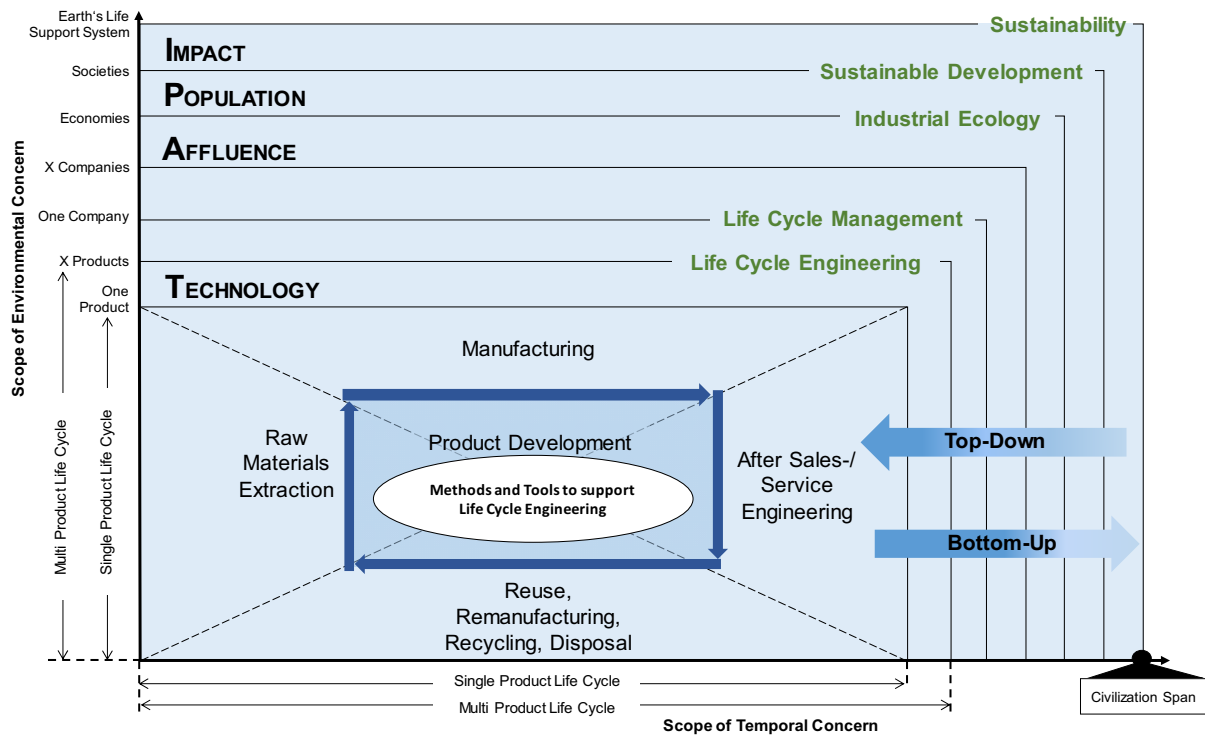 Earth's Life
Support System
Sustainability
IMPACT
Societies
Sustainable Development
POPULATION
Economies
Industrial Ecology
AFFLUENCE
X Companies
One Company
Life Cycle Management
X Products
Life Cycle Engineering
One
Product
TECHNOLOGY
Scope of Environmental Concern
Multi Product Life Cycle
Single Product Life Cycle
Manufacturing
Raw
Materials
Extraction
Product Development
Methods and Tools to support
Life Cycle Engineering
After Sales-/
Service
Engineering
Top-Down
Bottom-Up
Reuse,
Remanufacturing,
Recycling, Disposal
Single Product Life Cycle
Multi Product Life Cycle
Scope of Temporal Concern
Civilization Span